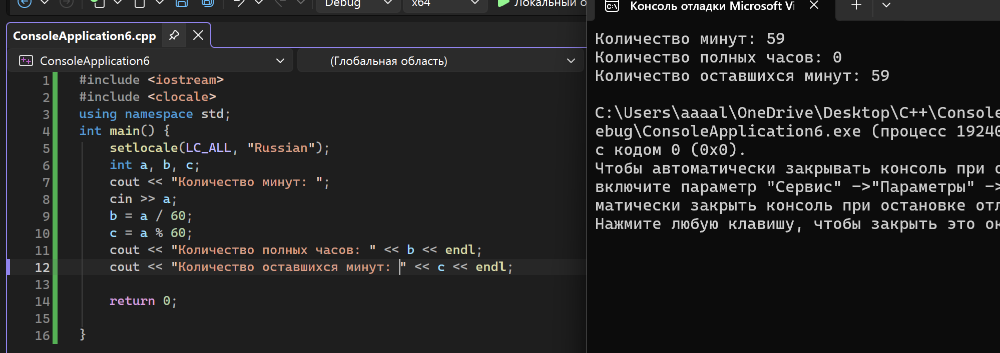 Debug x64 Локальный о
ConsoleApplication6.cpp
ConsoleApplication6 (Глобальная область)
1 #include <iostream>
2 #include <clocale>
3 using namespace std;
4 int main() {
5 setlocale(LC_ALL, "Russian");
6 int a, b, c;
7 cout << "Количество минут: ";
8 cin >> a;
9 b = a / 60;
10 c = a % 60;
11 cout << "Количество полных часов: " << b << endl;
12 cout << "Количество оставшихся минут: " << c << endl;
13
14 return 0;
15
16 }
Консоль отладки Microsoft Vi
Количество минут: 59
Количество полных часов: 0
Количество оставшихся минут: 59
C:\Users\aaaal\OneDrive\Desktop\C++\Console
ebug\ConsoleApplication6.exe (процесс 19240
с кодом 0 (0x0).
Чтобы автоматически закрывать консоль при о
включите параметр "Сервис" ->"Параметры" ->
матически закрыть консоль при остановке отл
Нажмите любую клавишу, чтобы закрыть это ок